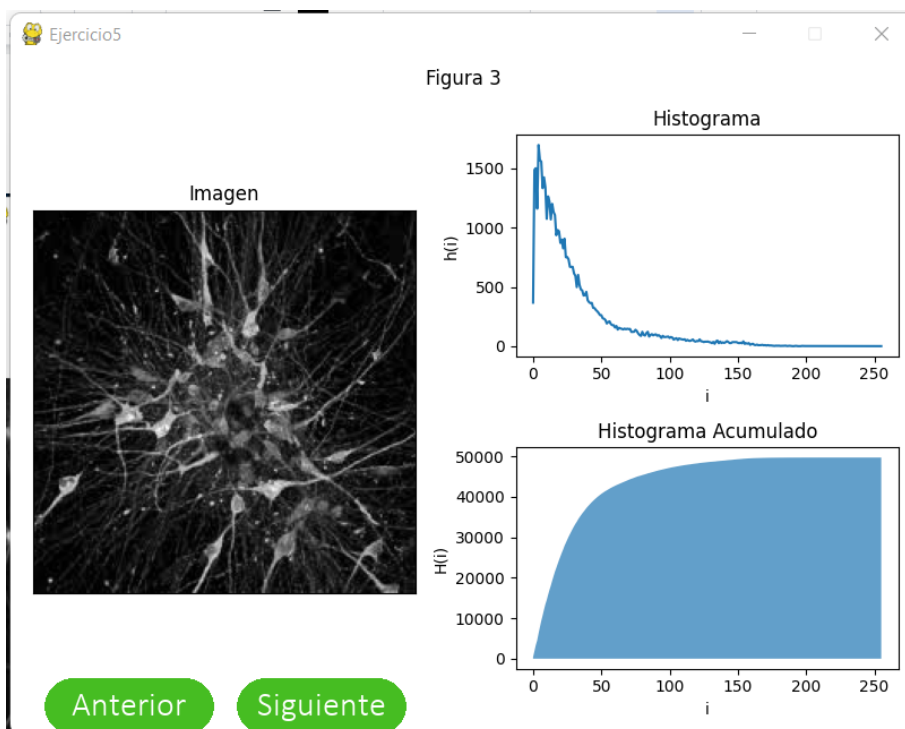 Ejercicio5
Figura 3
Imagen
Histograma
h(i)
1500
1000
500
0
0 50 100 150 200 250
i
Histograma Acumulado
H(i)
50000
40000
30000
20000
10000
0
0 50 100 150 200 250
i
Anterior
Siguiente